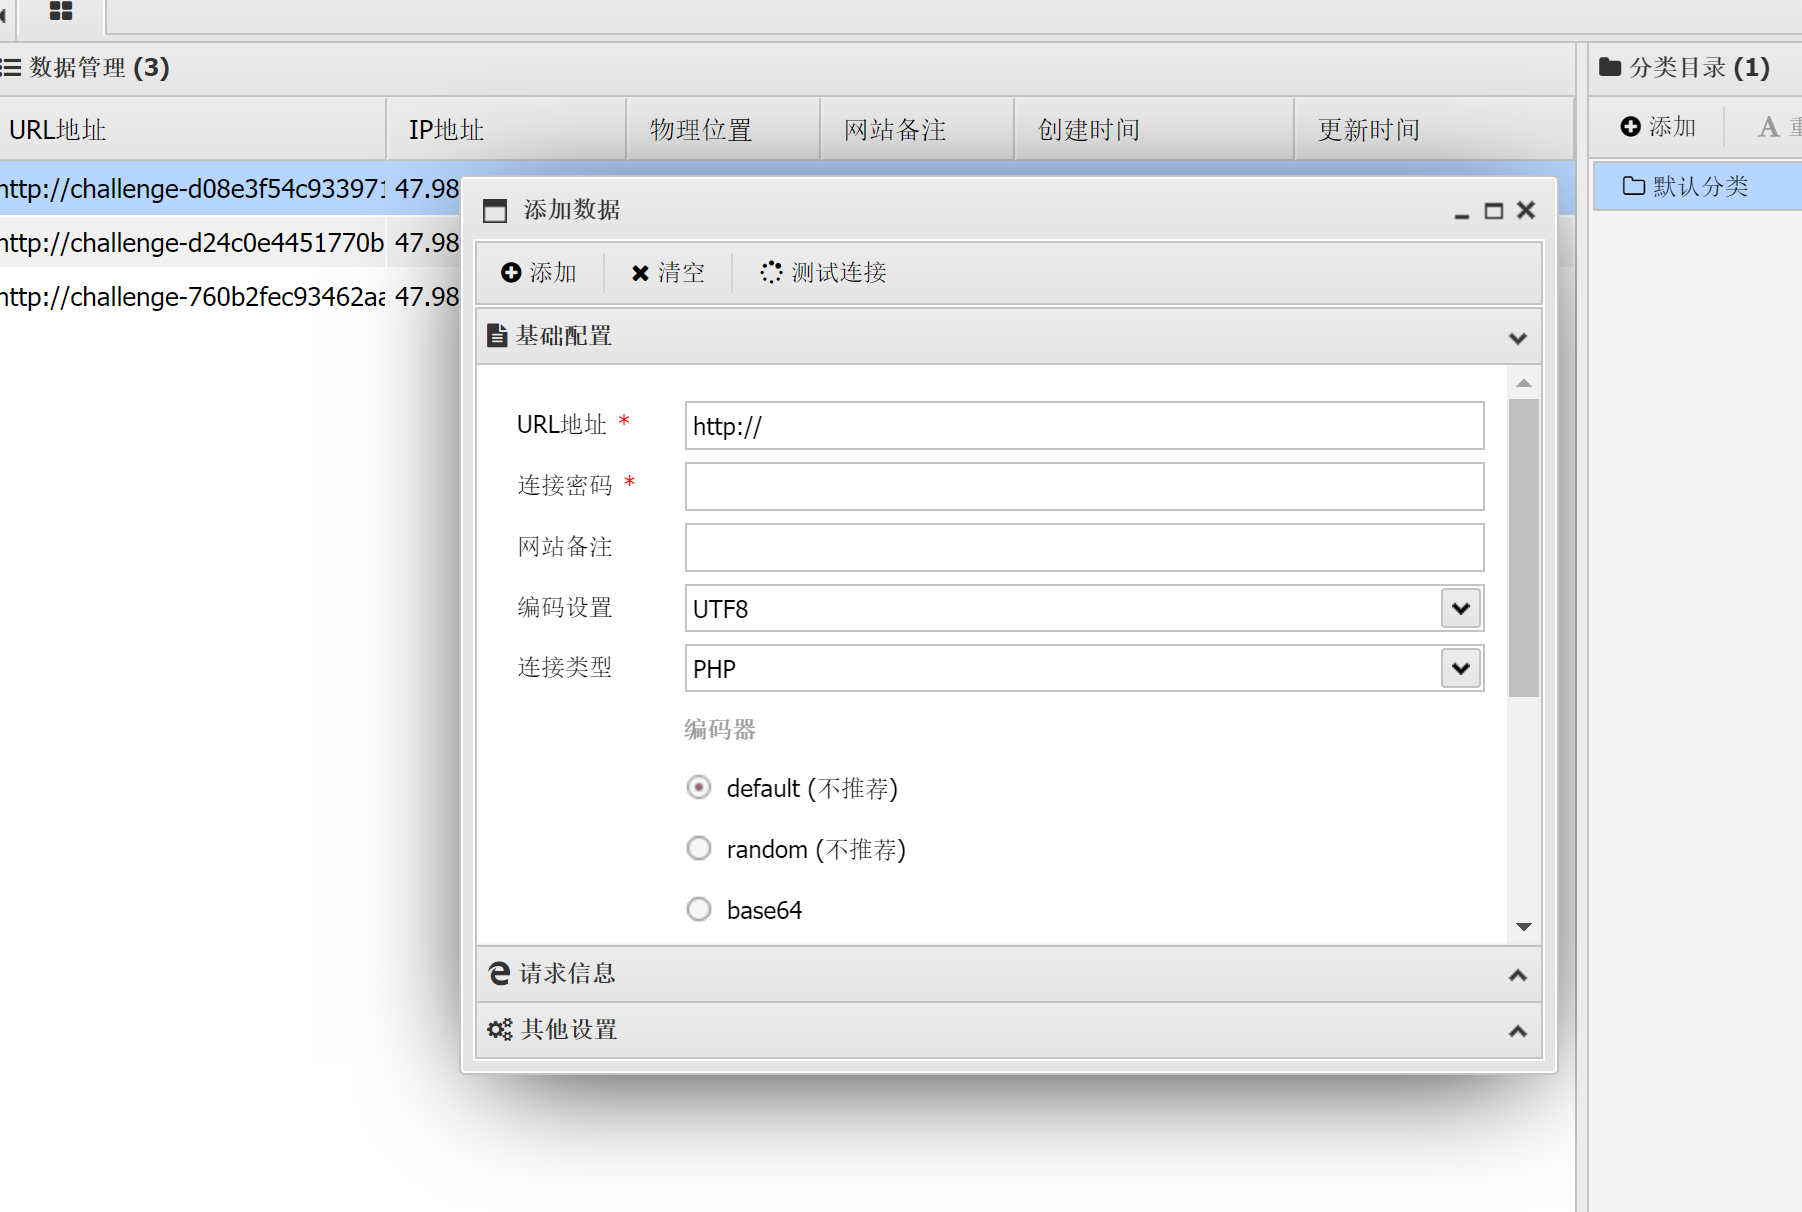 数据管理 (3)
分类目录 (1)
URL地址 IP地址 物理位置 网站备注 创建时间 更新时间
添加
http://challenge-d08e3f54c933971 47.98
http://challenge-d24c0e4451770b 47.98
http://challenge-760b2fec93462aa 47.98
默认分类
添加数据
添加 清空 测试连接
基础配置
URL地址 * http://
连接密码 *
网站备注
编码设置 UTF8
连接类型 PHP
编码器
default (不推荐)
random (不推荐)
base64
请求信息
其他设置